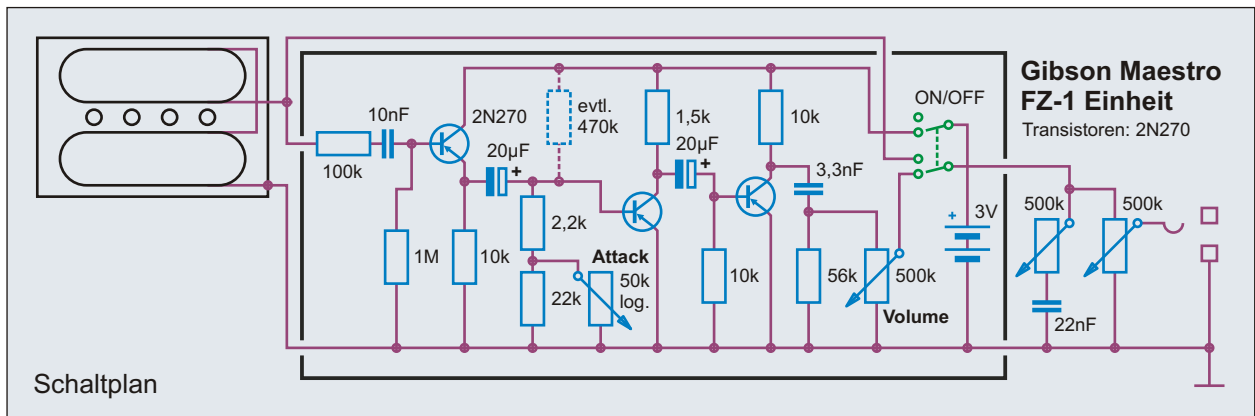 Gibson Maestro
FZ-1 Einheit
Transistoren: 2N270
ON/OFF
10nF
2N270
evtl.
470k
1,5k
10k
100k
20µF
+
20µF
+
3,3nF
1M
10k
2,2k
22k
Attack
50k
log.
10k
56k
500k
Volume
+
3V
500k
500k
22nF
Schaltplan